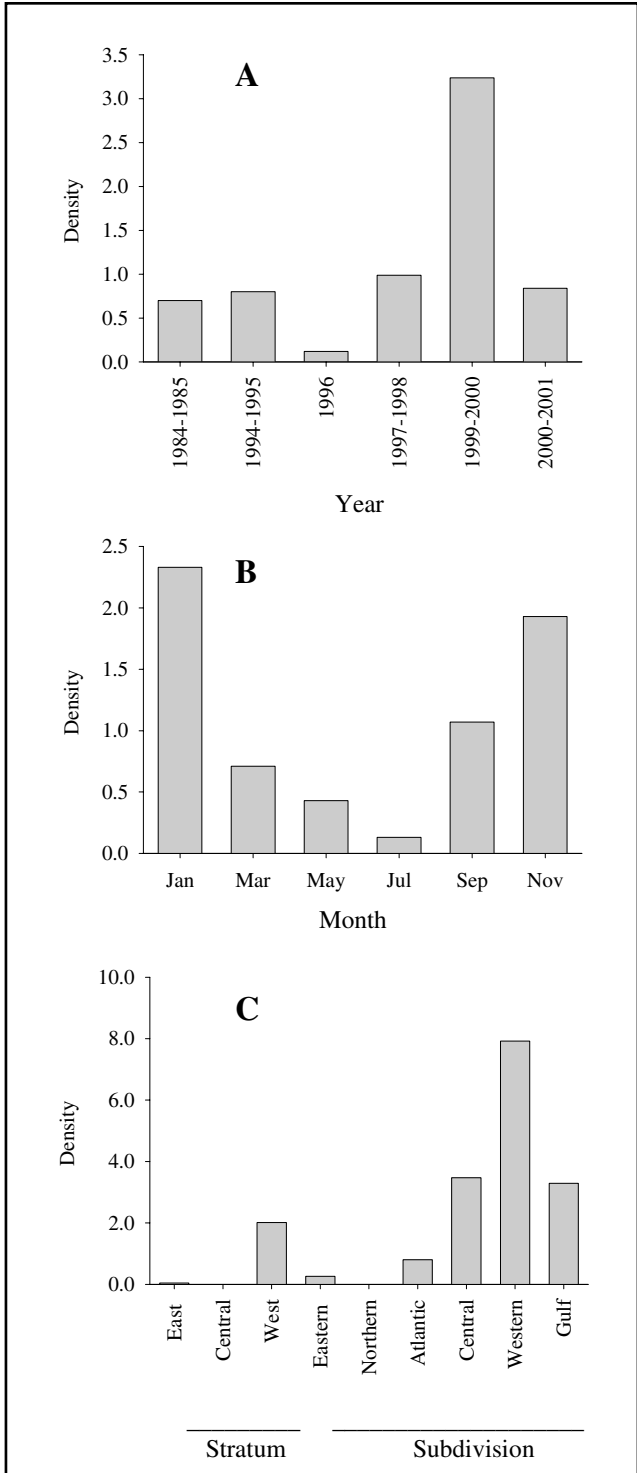 A
Density
3.5
3.0
2.5
2.0
1.5
1.0
0.5
0.0
1984-1985
1994-1995
1996
1997-1998
1999-2000
2000-2001
Year
B
Density
2.5
2.0
1.5
1.0
0.5
0.0
Jan Mar May Jul Sep Nov
Month
C
Density
10.0
8.0
6.0
4.0
2.0
0.0
East
Central
West
Eastern
Northern
Atlantic
Central
Western
Gulf
Stratum Subdivision